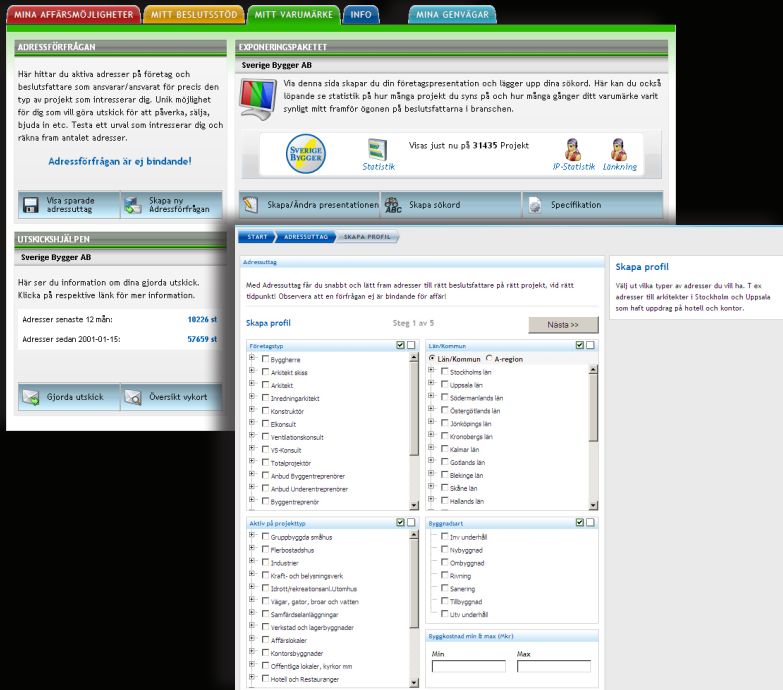 MINA AFFÄRSMÖJLIGHETER
MITT BESLUTSSTÖD
MITT VARUMÄRKE
INFO
MINA GENVÄGAR
ADRESSFÖRFRÅGAN
Här hittar du aktiva adresser på företag och
beslutsfattare som ansvarar/ansvarat för precis den
typ av projekt som intresserar dig. Unik möjlighet
för dig som vill göra utskick för att påverka, sälja,
bjuda in etc. Testa ett urval som intresserar dig och
räkna fram antalet adresser.
Adressförfrågan är ej bindande!
Visa sparade
adressuttag
Skapa ny
Adressförfrågan
EXPONERINGSPAKETET
Sverige Bygger AB
Via denna sida skapar du din företagspresentation och lägger upp dina sökord. Här kan du också
löpande se statistik på hur många projekt du syns på och hur många gånger ditt varumärke varit
synligt mitt framför ögonen på beslutsfattarna i branschen.
SVERIGE
BYGGER
Statistik
Visas just nu på 31435 Projekt
IP-Statistik
Länkning
Skapa/Ändra presentationen
ABC
Skapa sökord
Specifikation
UTSKICKSHJÄLPEN
Sverige Bygger AB
Här ser du information om dina gjorda utskick.
Klicka på respektive länk för mer information.
Adresser senaste 12 mån: 10226 st
Adresser sedan 2001-01-15: 57659 st
Gjorda utskick
Översikt vykort
START
ADRESSUTTAG
SKAPA PROFIL
Adressuttag
Med Adressuttag får du snabbt och lätt fram adresser till rätt beslutsfattare på rätt projekt, vid rätt
tidpunkt! Observera att en förfrågan ej är bindande för affär!
Skapa profil
Steg 1 av 5
Nästa >>
Företagstyp
Byggherre
Arkitekt skiss
Arkitekt
Inredningarkitekt
Konstruktör
Elkonsult
Ventilationskonsult
VS-Konsult
Totalprojektör
Anbud Byggentreprenörer
Anbud Underentreprenörer
Byggentreprenör
Län/Kommun
Län/Kommun
A-region
Stockholms län
Uppsala län
Södermanlands län
Östergötlands län
Jönköpings län
Kronobergs län
Kalmar län
Gotlands län
Blekinge län
Skåne län
Hallands län
Aktiv på projekttyp
Gruppbyggda småhus
Flerbostadshus
Industrier
Kraft- och belysningsverk
Idrott/rekreationsanl.Utomhus
Vägar, gator, broar och vatten
Samfärdselanläggningar
Verkstad och lagerbyggnader
Affärslokaler
Kontorsbyggnader
Offentliga lokaler, kyrkor mm
Hotell och Restauranger
Byggnadsart
Inv underhåll
Nybyggnad
Ombyggnad
Rivning
Sanering
Tillbyggnad
Utv underhåll
Byggkostnad min & max (Mkr)
Min
Max
Skapa profil
Välj ut vilka typer av adresser du vill ha. T ex
adresser till arkitekter i Stockholm och Uppsala
som haft uppdrag på hotell och kontor.